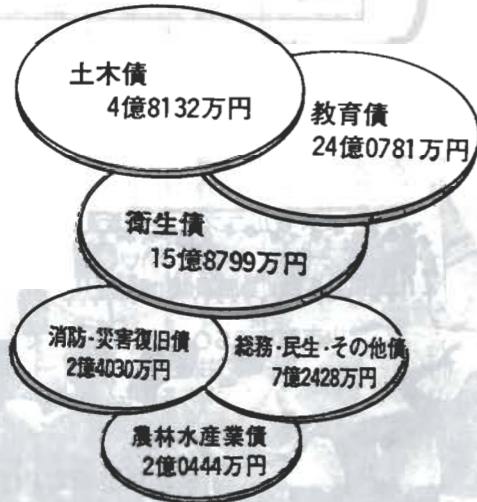 土木債
4億8132万円
教育債
24億0781万円
衛生債
15億8799万円
消防・災害復旧債
2億4030万円
総務・民生・その他債
7億2428万円
農林水産業債
2億0444万円